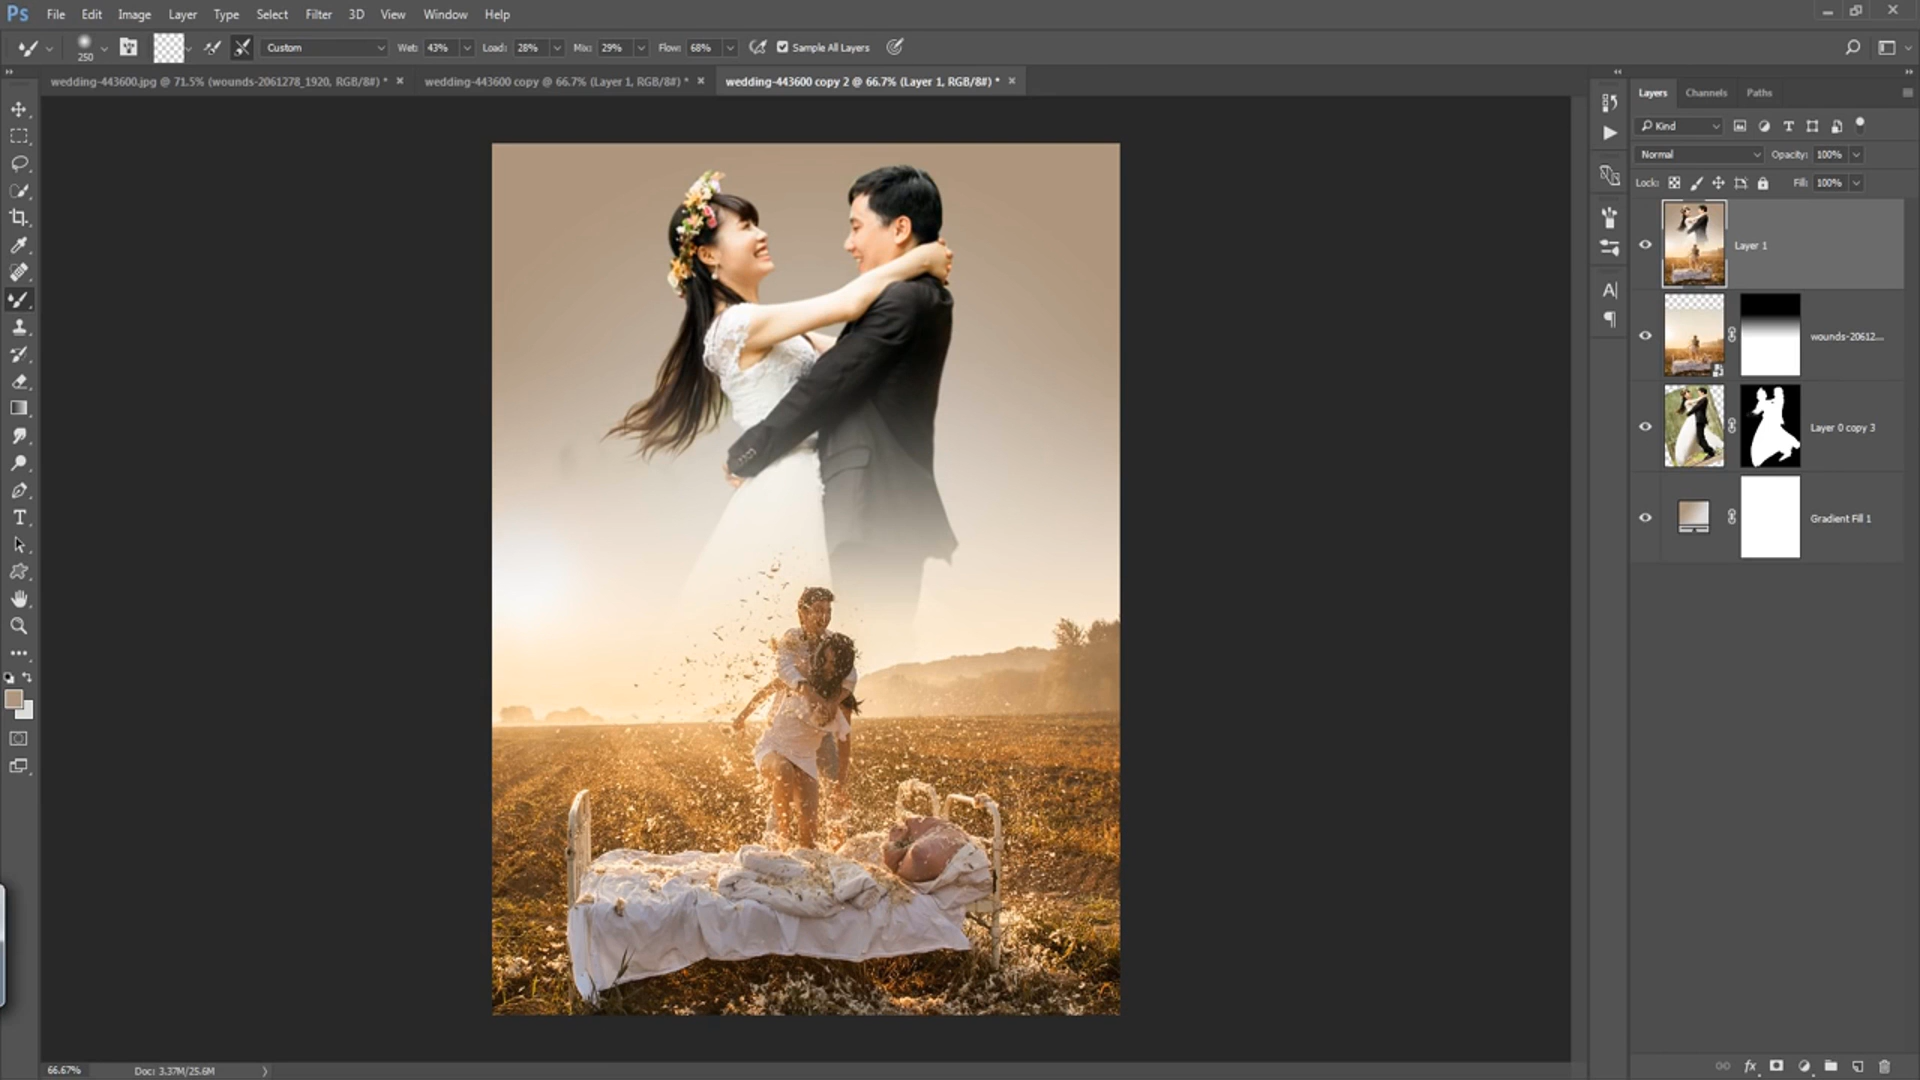 Ps File Edit Image Layer Type Select Filter 3D View Window Help
250 Custom Wet: 43% Load: 28% Mix: 29% Flow: 68% Sample All Layers
wedding-443600.jpg @ 71.5% (wounds-2061278_1920, RGB/8#) * × wedding-443600 copy @ 66.7% (Layer 1, RGB/8#) * × wedding-443600 copy 2 @ 66.7% (Layer 1, RGB/8#) * ×
Layers Channels Paths
Kind
Normal Opacity: 100%
Lock: Fill: 100%
Layer 1
wounds-20612...
Layer 0 copy 3
Gradient Fill 1
66.67% Doc: 3.37M/25.6M